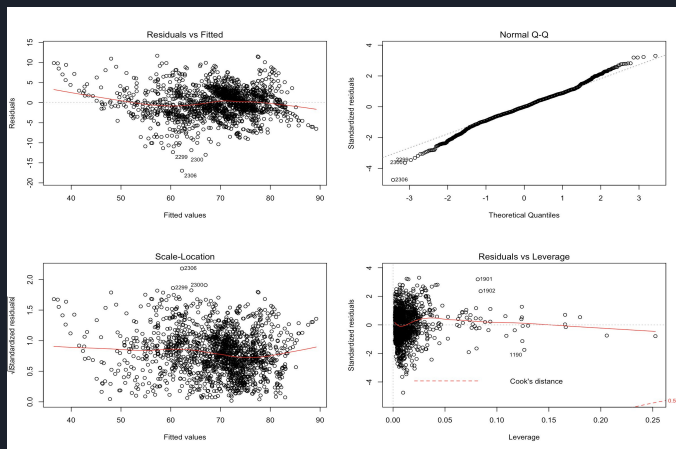 Residuals vs Fitted
Residuals
15
10
5
0
-5
-10
-15
-20
2299
2300
2306
40 50 60 70 80 90
Fitted values
Normal Q-Q
Standardized residuals
4
2
0
-2
-4
2299
2306
-3 -2 -1 0 1 2 3
Theoretical Quantiles
Scale-Location
√|Standardized residuals|
2.0
1.5
1.0
0.5
0.0
2306
2299
2300
40 50 60 70 80 90
Fitted values
Residuals vs Leverage
Standardized residuals
4
2
0
-2
-4
1901
1902
1190
Cook's distance
0.00 0.05 0.10 0.15 0.20 0.25
Leverage